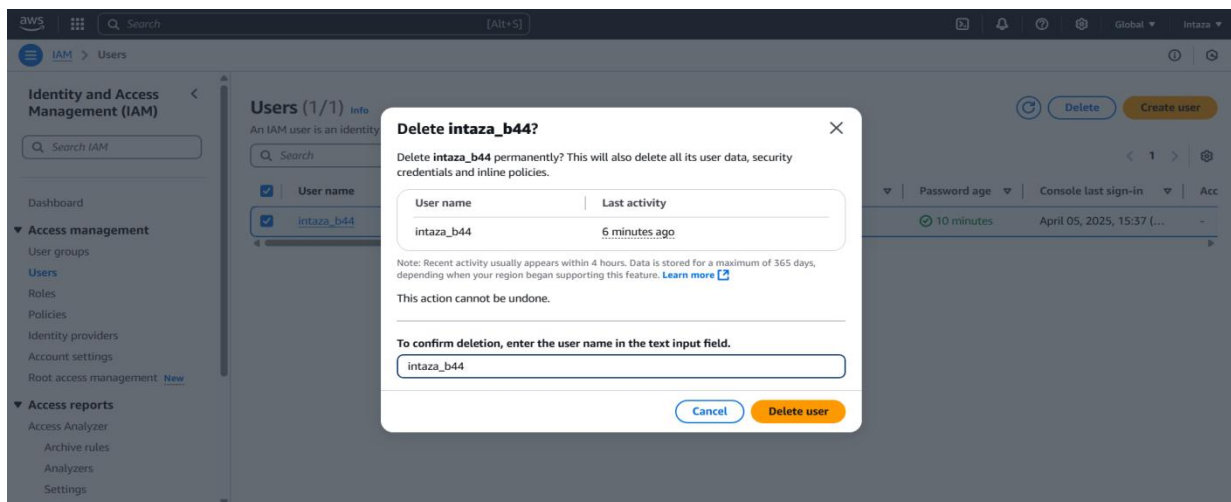 aws
Search [Alt+S] Global ▼ Intaza ▼
IAM > Users
Identity and Access Management (IAM)
Search IAM
Dashboard
Access management
User groups
Users
Roles
Policies
Identity providers
Account settings
Root access management New
Access reports
Access Analyzer
Archive rules
Analyzers
Settings
Users (1/1) Info
Delete
Create user
An IAM user is an identity
Search
< 1 >
User name
Password age
Console last sign-in
Acc
intaza_b44
10 minutes
April 05, 2025, 15:37 (...
-
Delete intaza_b44?
Delete intaza_b44 permanently? This will also delete all its user data, security
credentials and inline policies.
User name Last activity
intaza_b44 6 minutes ago
Note: Recent activity usually appears within 4 hours. Data is stored for a maximum of 365 days,
depending when your region began supporting this feature. Learn more
This action cannot be undone.
To confirm deletion, enter the user name in the text input field.
intaza_b44
Cancel Delete user